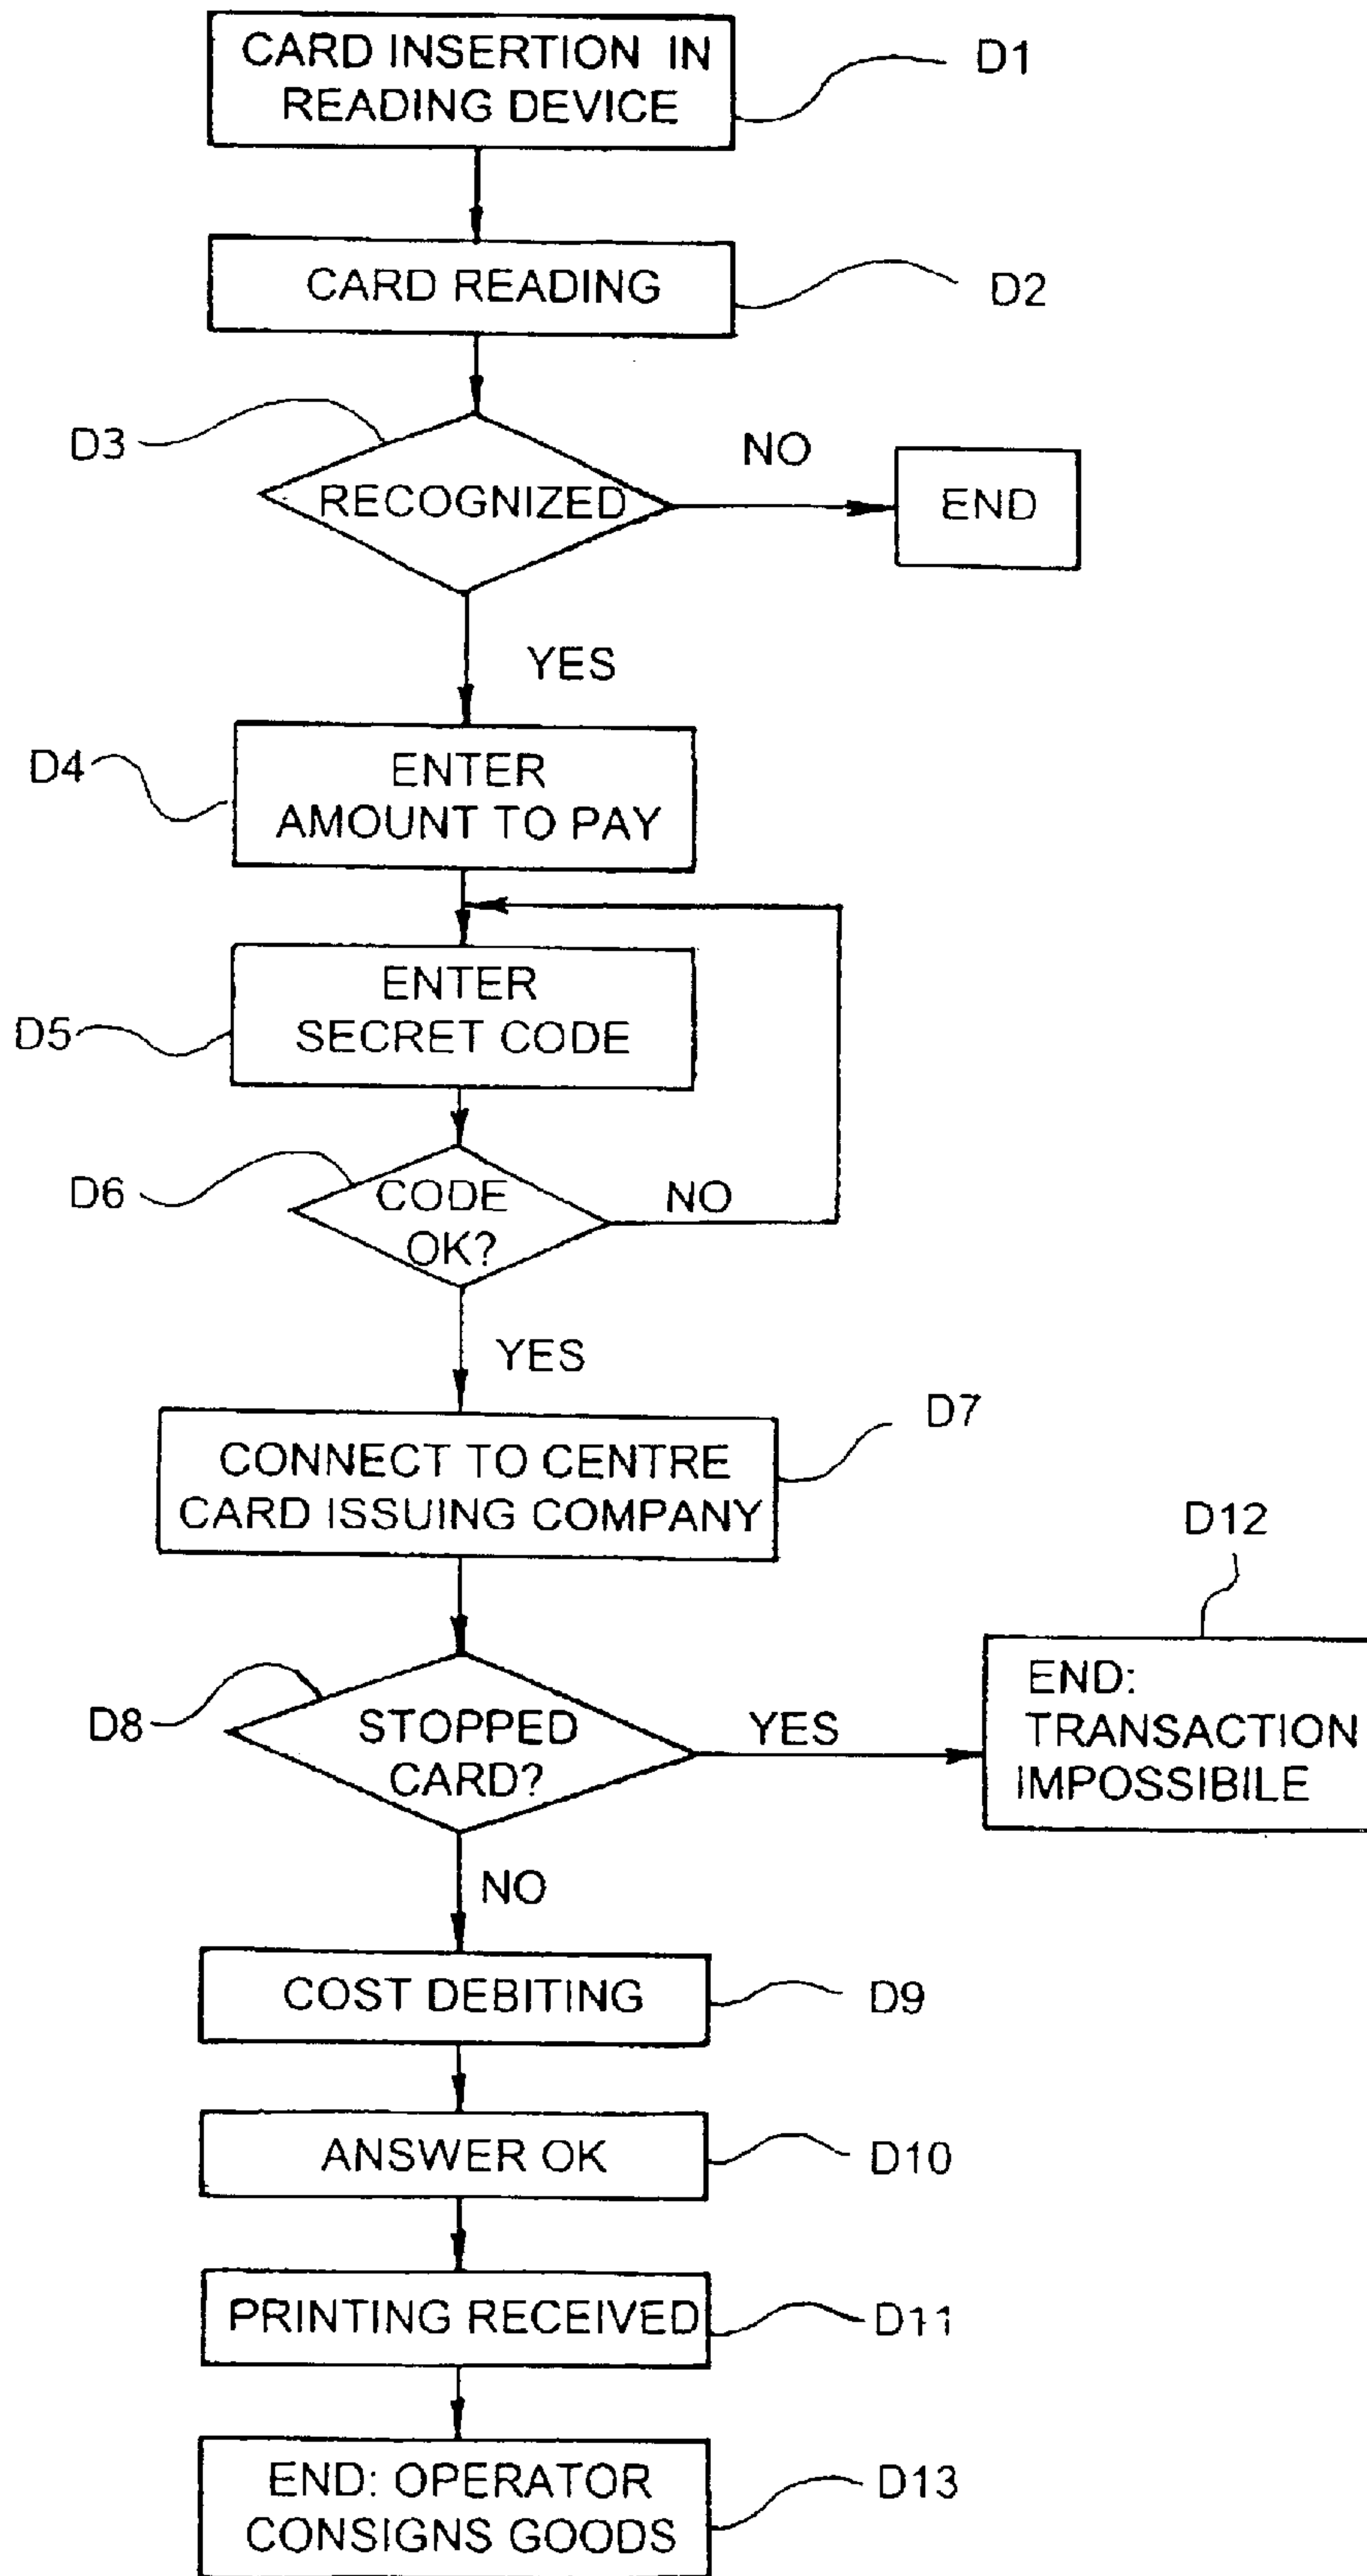 CARD INSERTION IN
READING DEVICE
D1
CARD READING
D2
D3
RECOGNIZED
NO
END
YES
D4
ENTER
AMOUNT TO PAY
D5
ENTER
SECRET CODE
D6
CODE
OK?
NO
YES
CONNECT TO CENTRE
CARD ISSUING COMPANY
D7
D8
STOPPED
CARD?
YES
D12
END:
TRANSACTION
IMPOSSIBILE
NO
COST DEBITING
D9
ANSWER OK
D10
PRINTING RECEIVED
D11
END: OPERATOR
CONSIGNS GOODS
D13